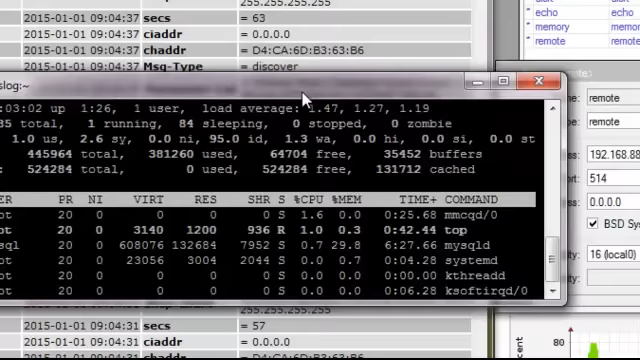 255.255.255.255
2015-01-01 09:04:37 secs = 63
2015-01-01 09:04:37 ciaddr = 0.0.0.0
2015-01-01 09:04:37 chaddr = D4:CA:6D:B3:63:B6
2015-01-01 09:04:37 Msg-Type = discover
* disk
* echo
* memory
* remote
slog:~
:03:02 up 1:26, 1 user, load average: 1.47, 1.27, 1.19
35 total, 1 running, 84 sleeping, 0 stopped, 0 zombie
1.0 us, 2.6 sy, 0.0 ni, 95.0 id, 1.3 wa, 0.0 hi, 0.0 si, 0.0 st
445964 total, 381260 used, 64704 free, 35452 buffers
524284 total, 0 used, 524284 free, 131712 cached
ER PR NI VIRT RES SHR S %CPU %MEM TIME+ COMMAND
ot 20 0 0 0 0 S 1.6 0.0 0:25.68 mmcqd/0
ot 20 0 3140 1200 936 R 1.0 0.3 0:42.44 top
sql 20 0 608076 132684 7952 S 0.7 29.8 6:27.66 mysqld
ot 20 0 23056 3004 2044 S 0.7 0.7 0:04.28 systemd
ot 20 0 0 0 0 S 0.0 0.0 0:00.00 kthreadd
ot 20 0 0 0 0 S 0.0 0.0 0:06.28 ksoftirqd/0
e: remote
e: remote
s: 192.168.88
t: 514
s: 0.0.0.0
BSD Sys
y: 16 (local0)
y:
255.255.255.255
2015-01-01 09:04:31 secs = 57
2015-01-01 09:04:31 ciaddr = 0.0.0.0
2015-01-01 09:04:31 chaddr = D4:CA:6D:B3:63:B6
cent
80
60